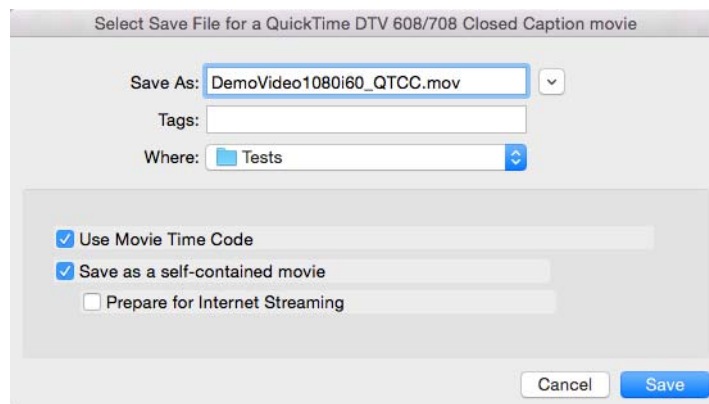 Select Save File for a QuickTime DTV 608/708 Closed Caption movie
Save As: DemoVideo1080i60_QTCC.mov
Tags:
Where: Tests
Use Movie Time Code
Save as a self-contained movie
Prepare for Internet Streaming
Cancel Save